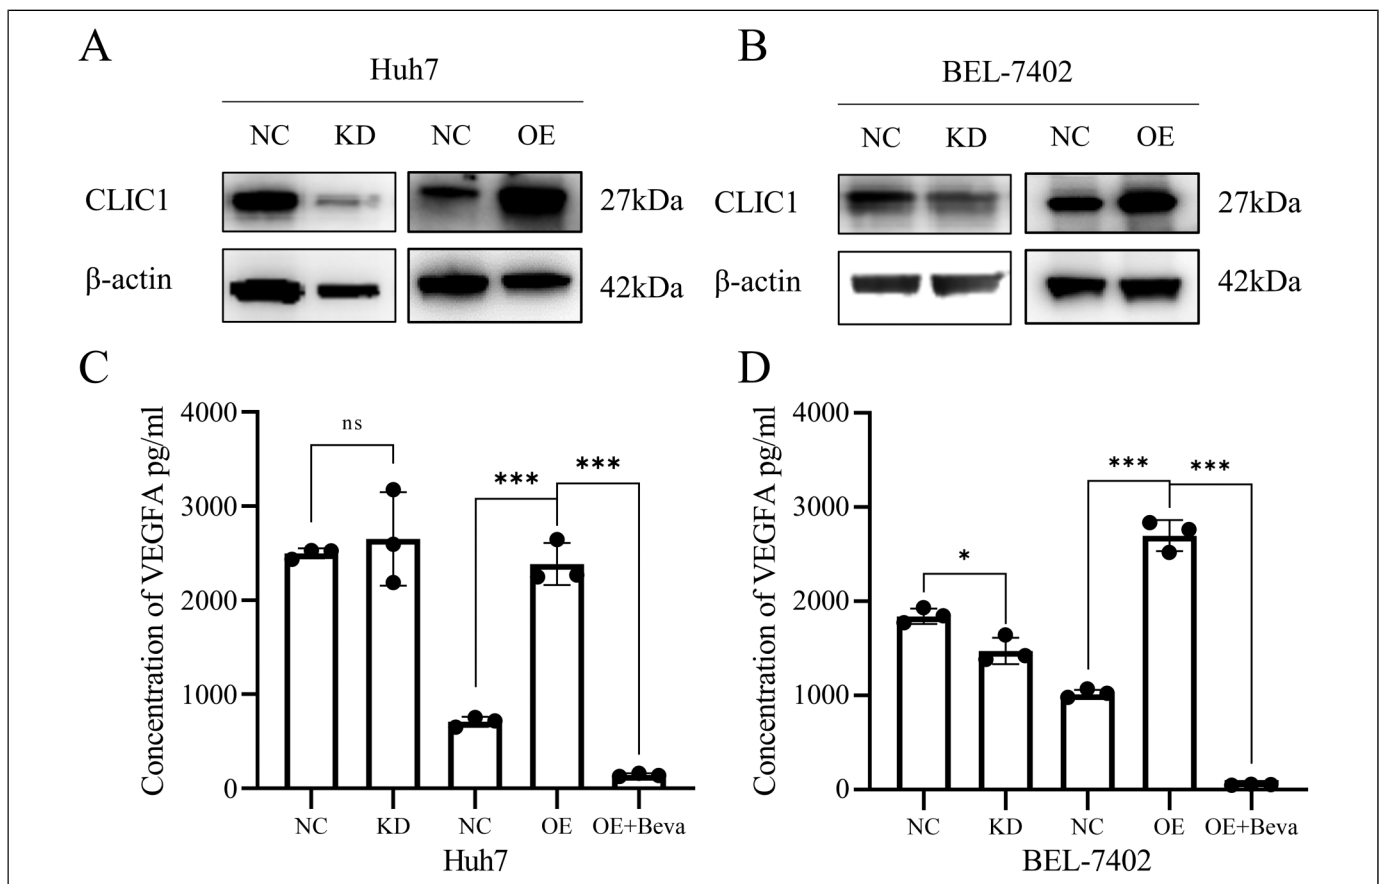 A
Huh7
NC KD NC OE
CLIC1 27kDa
β-actin 42kDa
B
BEL-7402
NC KD NC OE
CLIC1 27kDa
β-actin 42kDa
C
Concentration of VEGFA pg/ml
4000
3000
2000
1000
0
ns
***
***
NC KD NC OE OE+Beva
Huh7
D
Concentration of VEGFA pg/ml
4000
3000
2000
1000
0
*
***
***
NC KD NC OE OE+Beva
BEL-7402